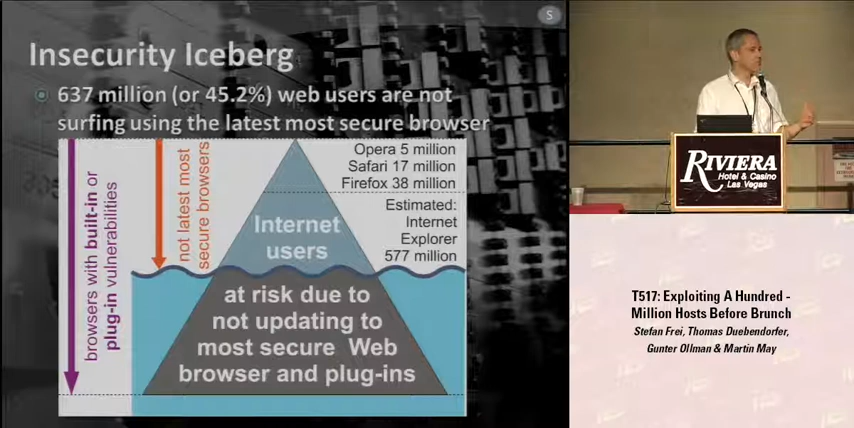 S
Insecurity Iceberg
637 million (or 45.2%) web users are not
surfing using the latest most secure browser
browsers with built-in or
plug-in vulnerabilities
not latest most
secure browsers
Opera 5 million
Safari 17 million
Firefox 38 million
Estimated:
Internet
Explorer
577 million
Internet
users
at risk due to
not updating to
most secure Web
browser and plug-ins
RIVIERA
Hotel & Casino
Las Vegas
T517: Exploiting A Hundred -
Million Hosts Before Brunch
Stefan Frei, Thomas Duebendorfer,
Gunter Ollman & Martin May